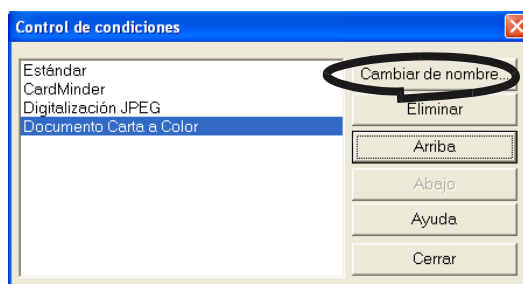 Control de condiciones
Estándar
CardMinder
Digitalización JPEG
Documento Carta a Color
Cambiar de nombre...
Eliminar
Arriba
Abajo
Ayuda
Cerrar